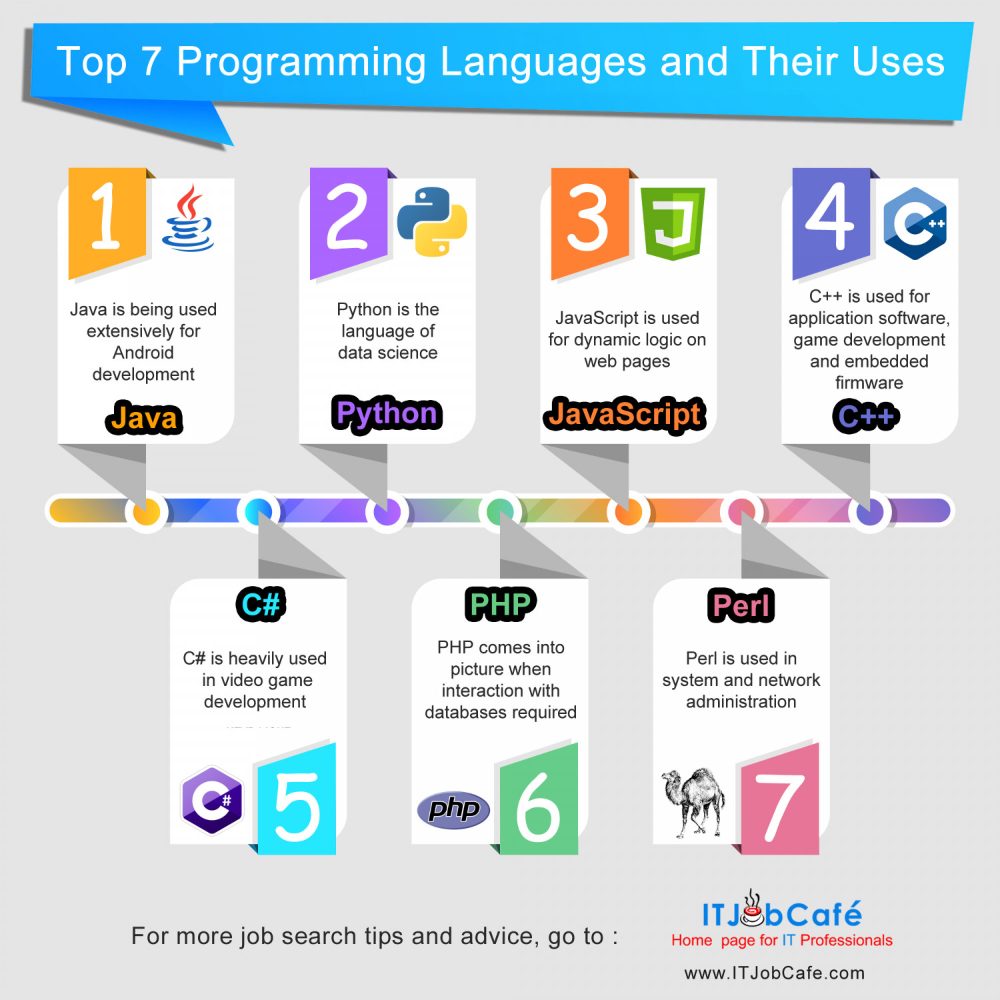 Top 7 Programming Languages and Their Uses
1
Java is being used
extensively for
Android
development
Java
2
Python is the
language of
data science
Python
3
JavaScript is used
for dynamic logic on
web pages
JavaScript
4
C++
C++ is used for
application software,
game development
and embedded
firmware
C++
C#
C# is heavily used
in video game
development
C#
5
PHP
PHP comes into
picture when
interaction with
databases required
php
6
Perl
Perl is used in
system and network
administration
7
For more job search tips and advice, go to :
ITJobCafé
Home page for IT Professionals
www.ITJobCafe.com